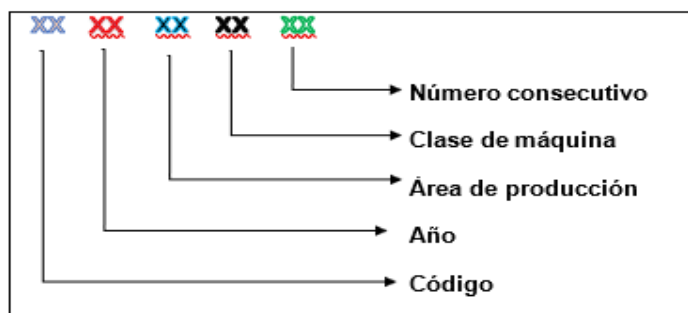 XX XX XX XX XX
Número consecutivo
Clase de máquina
Área de producción
Año
Código